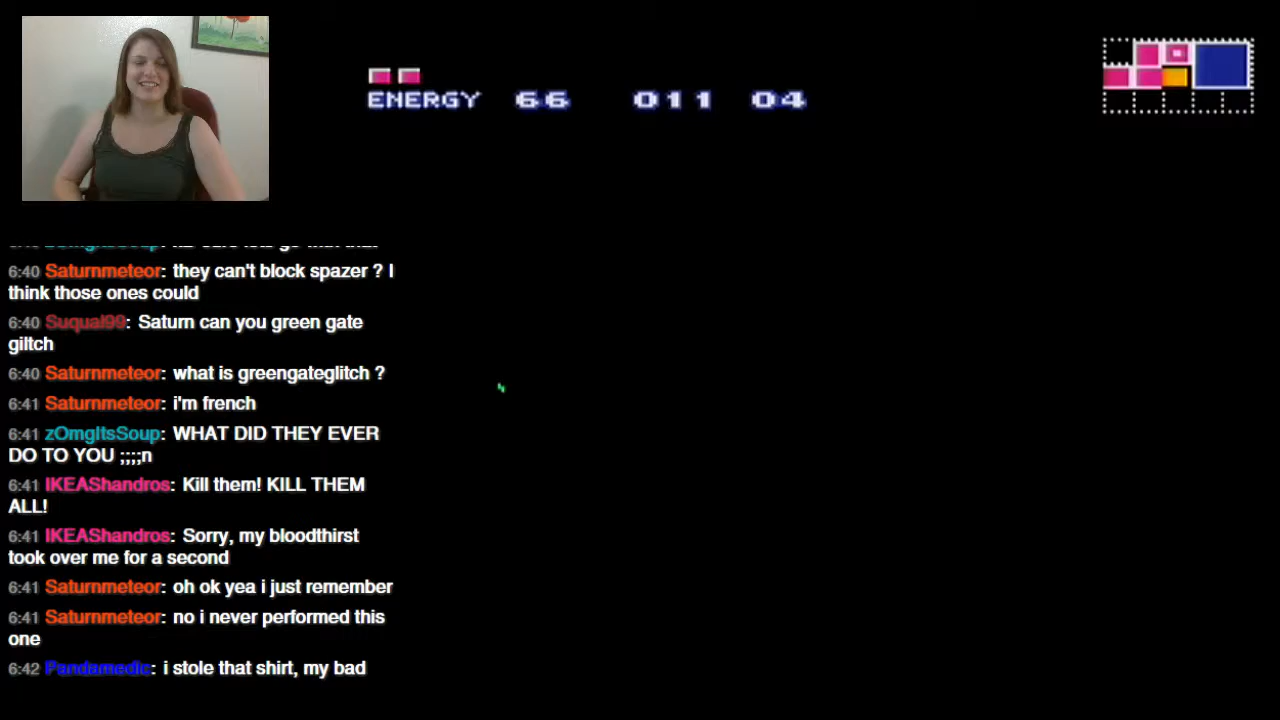 ENERGY 66 011 04
6:40 Saturnmeteor: they can't block spazer ? I
think those ones could
6:40 Suqual99: Saturn can you green gate
giltch
6:40 Saturnmeteor: what is greengateglitch ?
6:41 Saturnmeteor: i'm french
6:41 zOmgItsSoup: WHAT DID THEY EVER
DO TO YOU ;;;;n
6:41 IKEAShandros: Kill them! KILL THEM
ALL!
6:41 IKEAShandros: Sorry, my bloodthirst
took over me for a second
6:41 Saturnmeteor: oh ok yea i just remember
6:41 Saturnmeteor: no i never performed this
one
6:42 Pandamedic: i stole that shirt, my bad